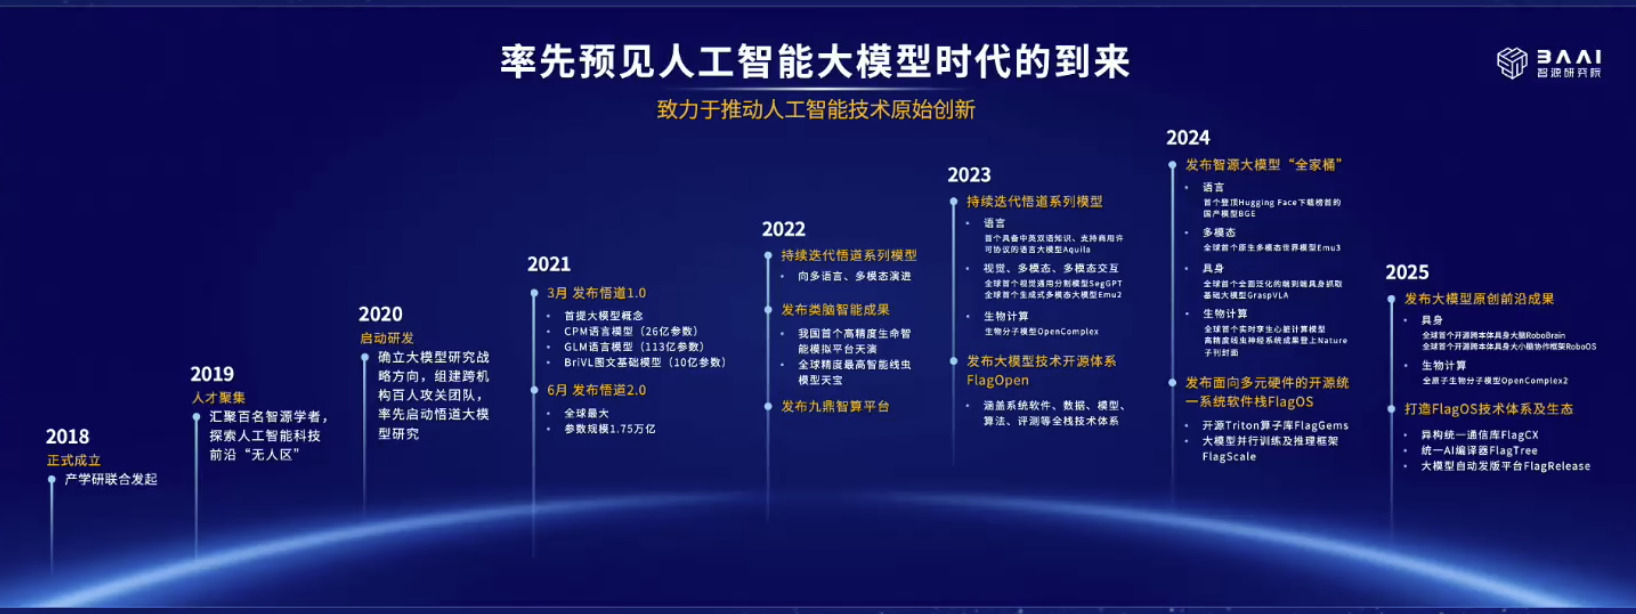 率先预见人工智能大模型时代的到来
致力于推动人工智能技术原始创新
BAAI
智源研究院
2018
正式成立
产学研联合发起
2019
人才聚集
汇聚百名智源学者，
探索人工智能科技
前沿“无人区”
2020
启动研发
确立大模型研究战
略方向，组建跨机
构百人攻关团队，
率先启动悟道大模
型研究
2021
3月 发布悟道1.0
• 首提大模型概念
• CPM语言模型（26亿参数）
• GLM语言模型（113亿参数）
• BriVL图文基础模型（10亿参数）
6月 发布悟道2.0
• 全球最大
• 参数规模1.75万亿
2022
持续迭代悟道系列模型
• 向多语言、多模态演进
发布类脑智能成果
• 我国首个高精度生命智
能模拟平台天演
• 全球精度最高智能线虫
模型天宝
发布九鼎智算平台
2023
持续迭代悟道系列模型
• 语言
首个具备中英双语知识、支持商用许
可协议的语言大模型Aquila
• 视觉、多模态、多模态交互
全球首个视觉通用分割模型SegGPT
全球首个生成式多模态大模型Emu2
• 生物计算
生物分子模型OpenComplex
发布大模型技术开源体系
FlagOpen
• 涵盖系统软件、数据、模型、
算法、评测等全栈技术体系
2024
发布智源大模型“全家桶”
• 语言
首个登顶Hugging Face下载榜首的
国产模型BGE
• 多模态
全球首个原生多模态世界模型Emu3
• 具身
全球首个全面泛化的端到端具身抓取
基础大模型GraspVLA
• 生物计算
全球首个实时孪生心脏计算模型
高精度线虫神经系统成果登上Nature
子刊封面
发布面向多元硬件的开源统
一系统软件栈FlagOS
• 开源Triton算子库FlagGems
• 大模型并行训练及推理框架
FlagScale
2025
发布大模型原创前沿成果
• 具身
全球首个开源跨本体具身大脑RoboBrain
全球首个开源跨本体具身大小脑协作框架RoboOS
• 生物计算
全原子生物分子模型OpenComplex2
打造FlagOS技术体系及生态
• 异构统一通信库FlagCX
• 统一AI编译器FlagTree
• 大模型自动发版平台FlagRelease